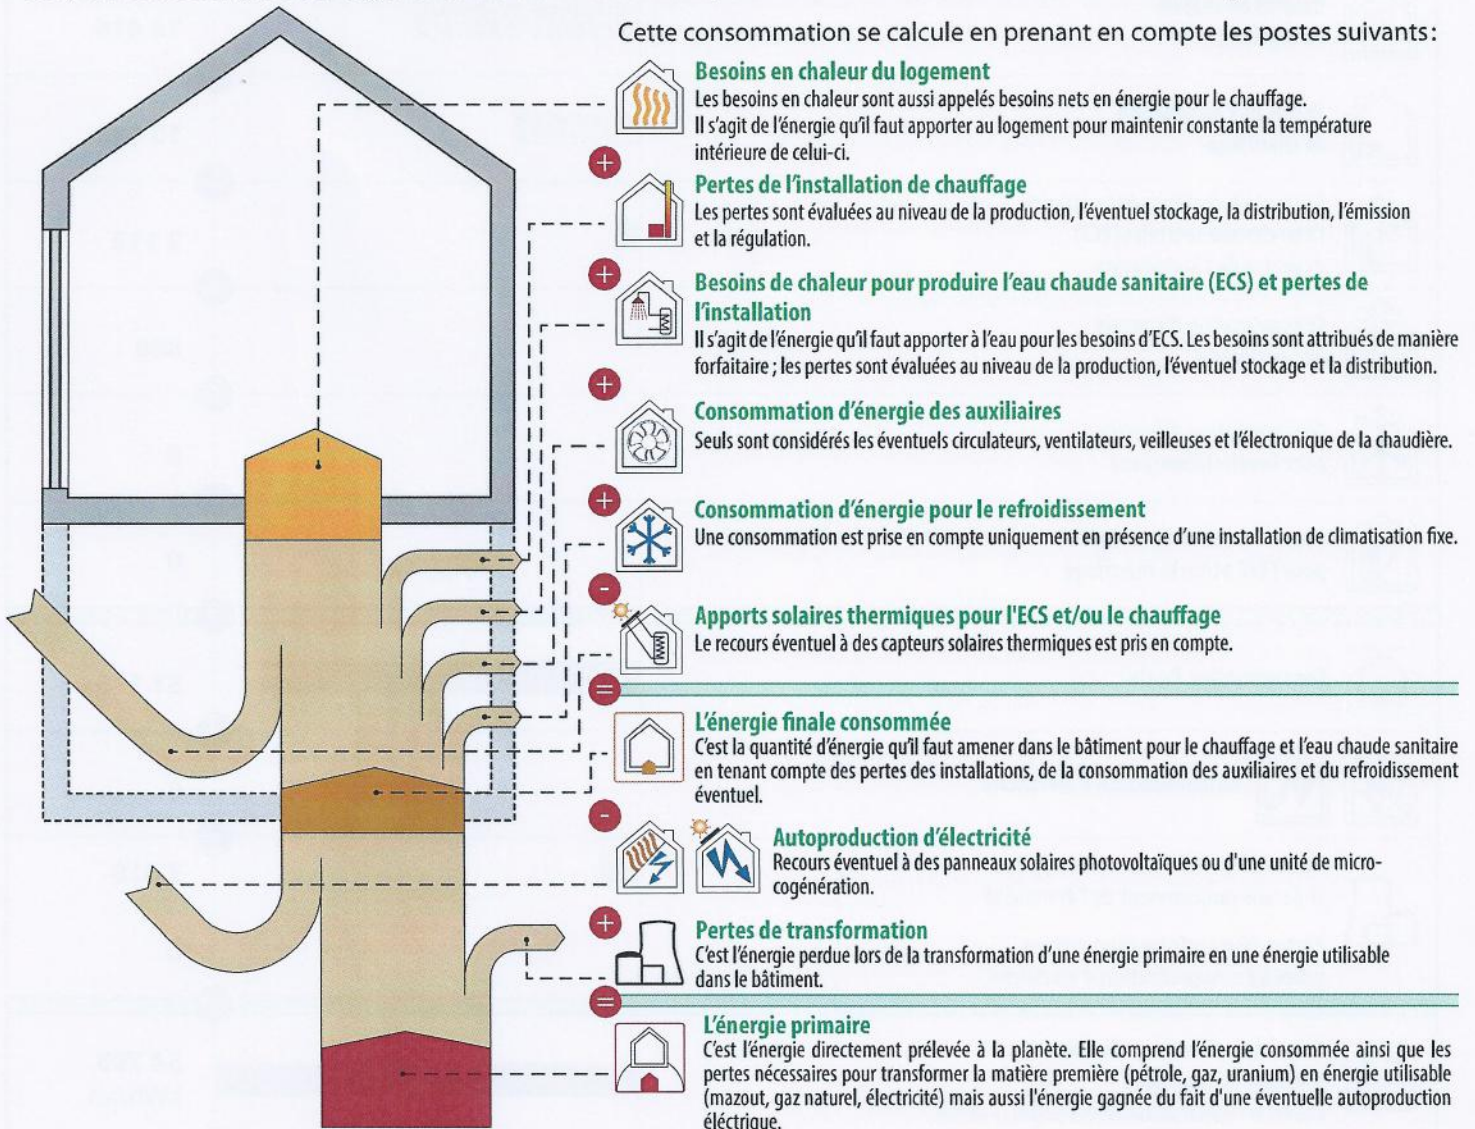 Cette consommation se calcule en prenant en compte les postes suivants:
Besoins en chaleur du logement
Les besoins en chaleur sont aussi appelés besoins nets en énergie pour le chauffage.
Il s'agit de l'énergie qu'il faut apporter au logement pour maintenir constante la température
intérieure de celui-ci.
+
Pertes de l'installation de chauffage
Les pertes sont évaluées au niveau de la production, l'éventuel stockage, la distribution, l'émission
et la régulation.
+
Besoins de chaleur pour produire l'eau chaude sanitaire (ECS) et pertes de
l'installation
Il s'agit de l'énergie qu'il faut apporter à l'eau pour les besoins d'ECS. Les besoins sont attribués de manière
forfaitaire ; les pertes sont évaluées au niveau de la production, l'éventuel stockage et la distribution.
+
Consommation d'énergie des auxiliaires
Seuls sont considérés les éventuels circulateurs, ventilateurs, veilleuses et l'électronique de la chaudière.
+
Consommation d'énergie pour le refroidissement
Une consommation est prise en compte uniquement en présence d'une installation de climatisation fixe.
-
Apports solaires thermiques pour l'ECS et/ou le chauffage
Le recours éventuel à des capteurs solaires thermiques est pris en compte.
=
L'énergie finale consommée
C'est la quantité d'énergie qu'il faut amener dans le bâtiment pour le chauffage et l'eau chaude sanitaire
en tenant compte des pertes des installations, de la consommation des auxiliaires et du refroidissement
éventuel.
-
Autoproduction d'électricité
Recours éventuel à des panneaux solaires photovoltaïques ou d'une unité de micro-
cogénération.
+
Pertes de transformation
C'est l'énergie perdue lors de la transformation d'une énergie primaire en une énergie utilisable
dans le bâtiment.
=
L'énergie primaire
C'est l'énergie directement prélevée à la planète. Elle comprend l'énergie consommée ainsi que les
pertes nécessaires pour transformer la matière première (pétrole, gaz, uranium) en énergie utilisable
(mazout, gaz naturel, électricité) mais aussi l'énergie gagnée du fait d'une éventuelle autoproduction
éléctrique.